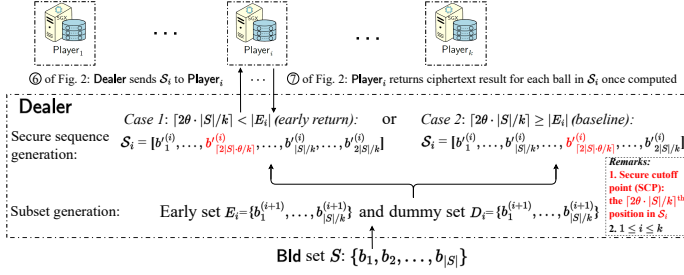 SGX SGX SGX
Player₁ ... Playerᵢ ... Playerₖ
⑥ of Fig. 2: Dealer sends 𝒮ᵢ to Playerᵢ ... ⑦ of Fig. 2: Playerᵢ returns ciphertext result for each ball in 𝒮ᵢ once computed
Dealer
Case 1: ⌈2θ·|S|/k⌉ < |Eᵢ| (early return): or Case 2: ⌈2θ·|S|/k⌉ ≥ |Eᵢ| (baseline):
Secure sequence
generation:
𝒮ᵢ = [b′₁^{(i)}, ..., b′_{⌈2|S|·θ/k⌉}^{(i)}, ..., b′_{|S|/k}^{(i)}, ..., b′_{2|S|/k}^{(i)}] 𝒮ᵢ = [b′₁^{(i)}, ..., b′_{|S|/k}^{(i)}, ..., b′_{⌈2|S|·θ/k⌉}^{(i)}, ..., b′_{2|S|/k}^{(i)}]
Remarks:
1. Secure cutoff
point (SCP):
the ⌈2θ·|S|/k⌉ᵗʰ
position in 𝒮ᵢ
2. 1 ≤ i ≤ k
Subset generation: Early set Eᵢ={b₁^{(i+1)}, ..., b_{|S|/k}^{(i+1)}} and dummy set Dᵢ={b₁^{(i+1)}, ..., b_{|S|/k}^{(i+1)}}
Bld set S: {b₁, b₂, ..., b_{|S|}}